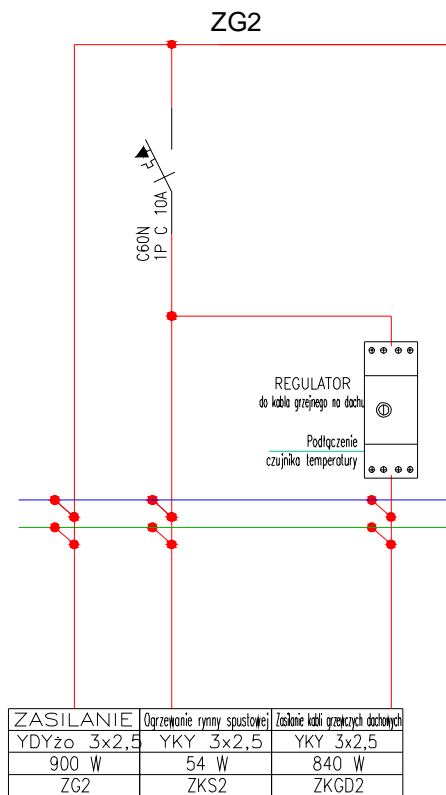 ZG2
C60N
1P C 10A
REGULATOR
do kabla grzejnego na dachu
Podłączenie
czujnika temperatury
ZASILANIE Ogrzewanie rynny spustowej Zasilanie kabli grzewczych dachowych
YDYżo 3x2,5 YKY 3x2,5 YKY 3x2,5
900 W 54 W 840 W
ZG2 ZKS2 ZKGD2